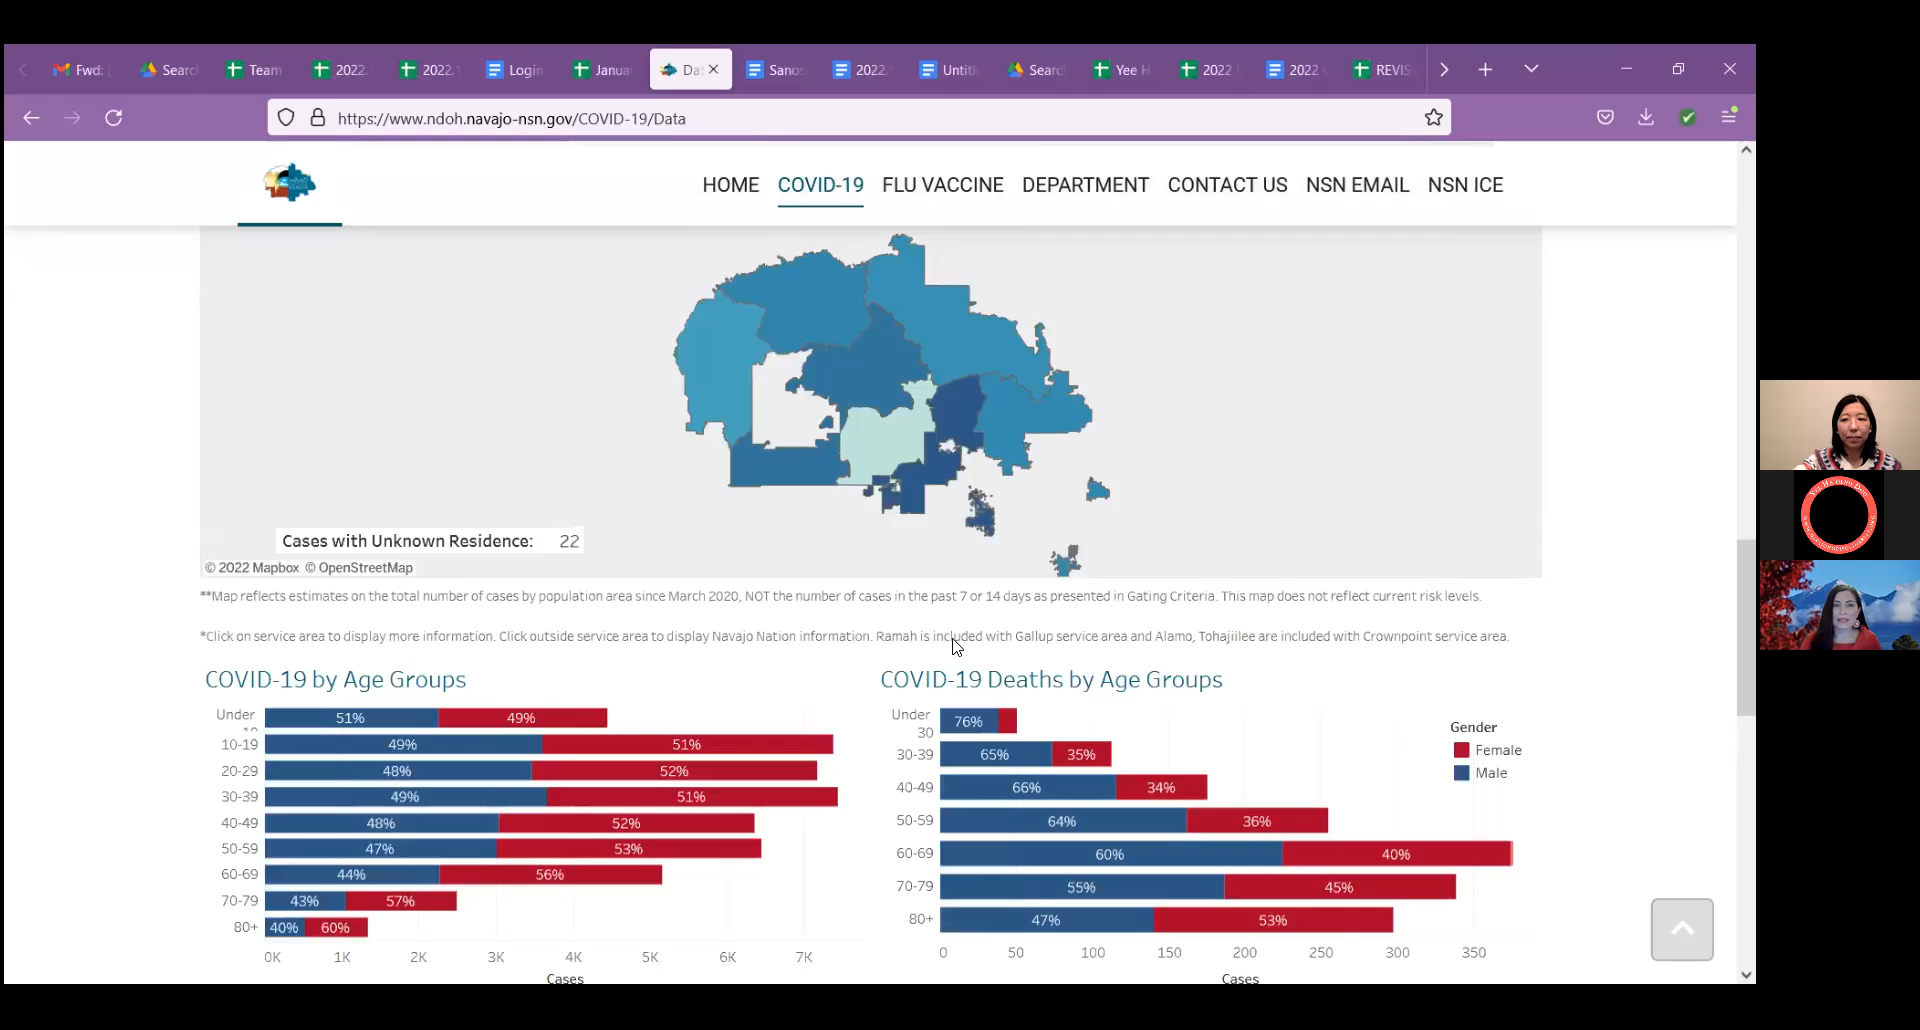 Fwd:
Searc
Team
2022.
2022.1
Login
Janua
Da
Sano
2022.
Untitl
Searc
Yee H
2022
2022
REVIS
https://www.ndoh.navajo-nsn.gov/COVID-19/Data
HOME
COVID-19
FLU VACCINE
DEPARTMENT
CONTACT US
NSN EMAIL
NSN ICE
Cases with Unknown Residence: 22
© 2022 Mapbox © OpenStreetMap
**Map reflects estimates on the total number of cases by population area since March 2020, NOT the number of cases in the past 7 or 14 days as presented in Gating Criteria. This map does not reflect current risk levels.
*Click on service area to display more information. Click outside service area to display Navajo Nation information. Ramah is included with Gallup service area and Alamo, Tohajiilee are included with Crownpoint service area.
COVID-19 by Age Groups
Under
10
51% 49%
10-19 49% 51%
20-29 48% 52%
30-39 49% 51%
40-49 48% 52%
50-59 47% 53%
60-69 44% 56%
70-79 43% 57%
80+ 40% 60%
0K 1K 2K 3K 4K 5K 6K 7K
Cases
COVID-19 Deaths by Age Groups
Under
30
76%
30-39 65% 35%
40-49 66% 34%
50-59 64% 36%
60-69 60% 40%
70-79 55% 45%
80+ 47% 53%
0 50 100 150 200 250 300 350
Cases
Gender
Female
Male